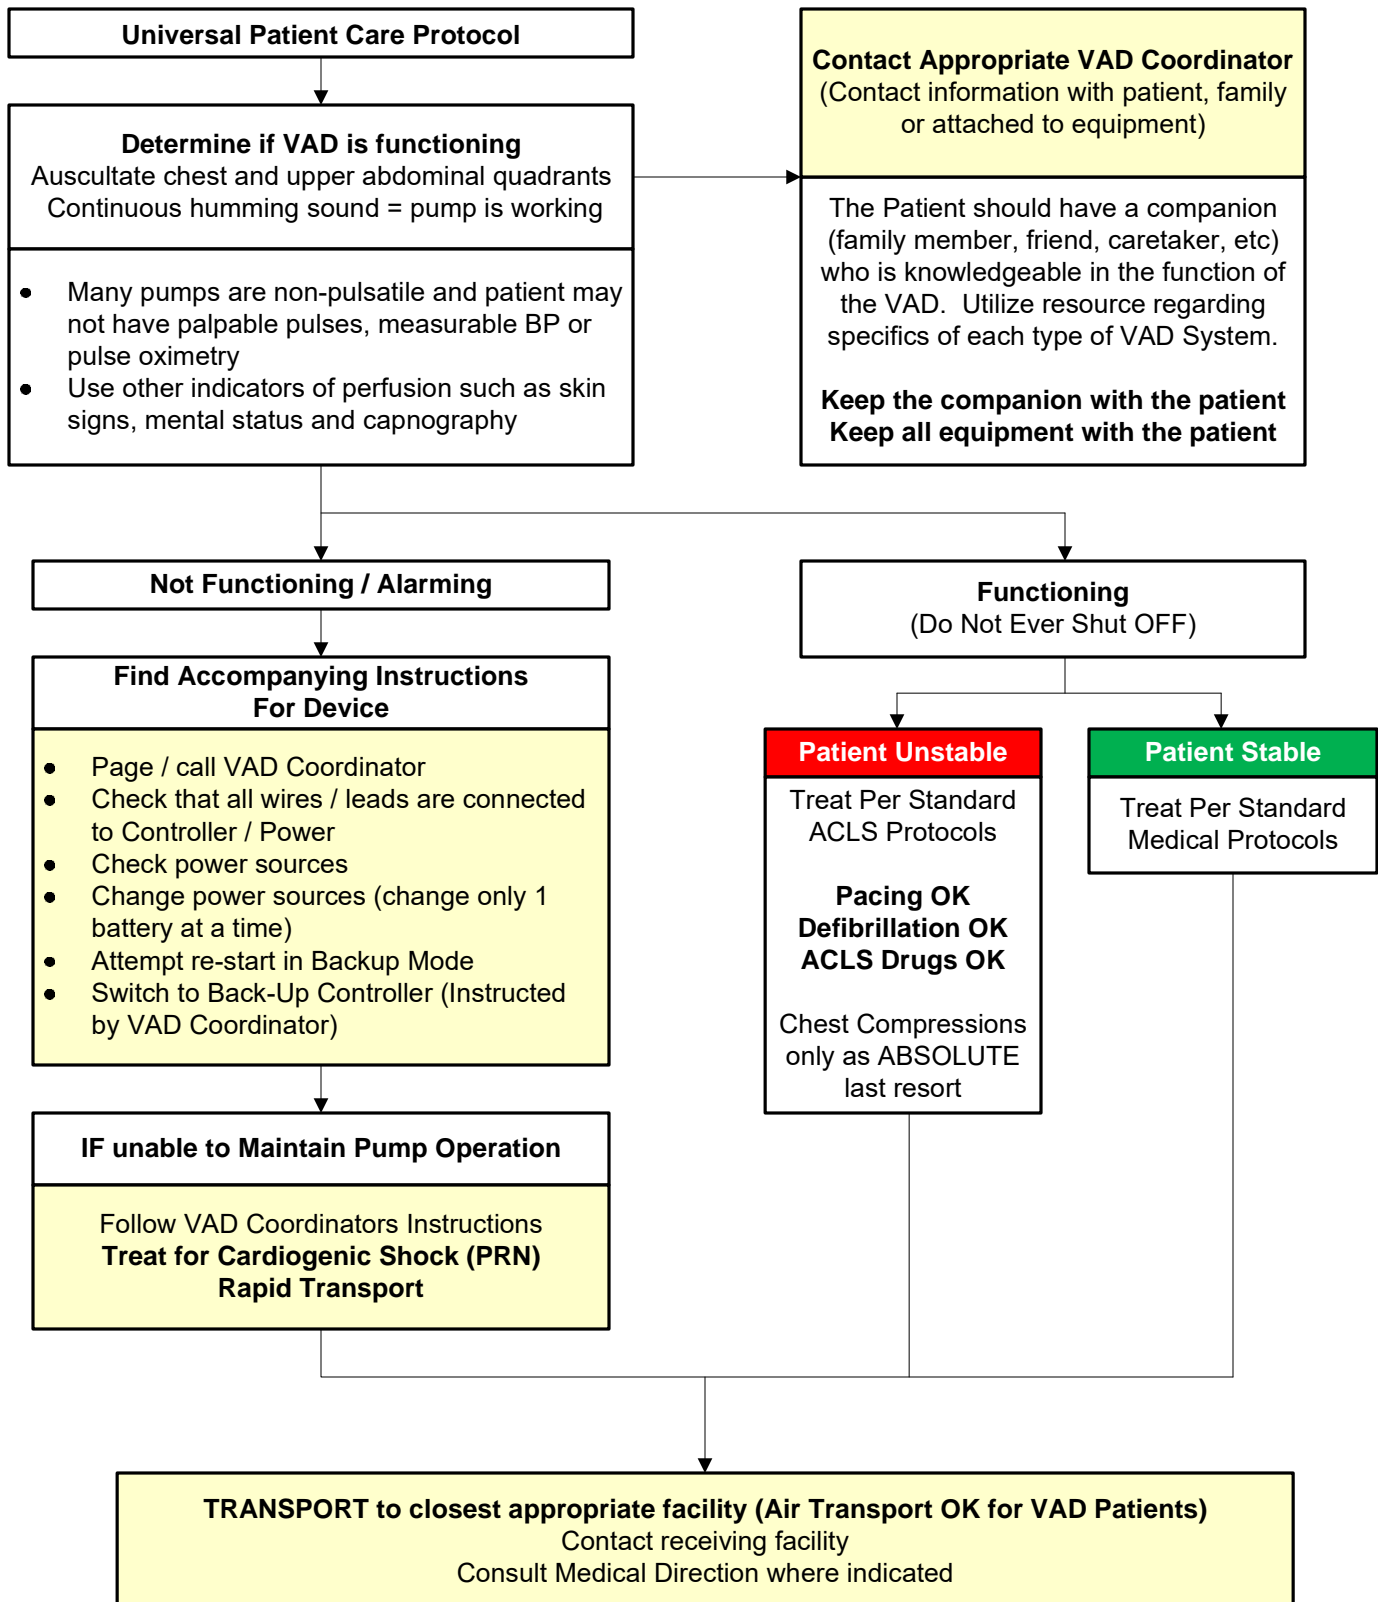 Universal Patient Care Protocol
Determine if VAD is functioning
Auscultate chest and upper abdominal quadrants
Continuous humming sound = pump is working
• Many pumps are non-pulsatile and patient may
not have palpable pulses, measurable BP or
pulse oximetry
• Use other indicators of perfusion such as skin
signs, mental status and capnography
Contact Appropriate VAD Coordinator
(Contact information with patient, family
or attached to equipment)
The Patient should have a companion
(family member, friend, caretaker, etc)
who is knowledgeable in the function of
the VAD.  Utilize resource regarding
specifics of each type of VAD System.
Keep the companion with the patient
Keep all equipment with the patient
Not Functioning / Alarming
Find Accompanying Instructions
For Device
• Page / call VAD Coordinator
• Check that all wires / leads are connected
to Controller / Power
• Check power sources
• Change power sources (change only 1
battery at a time)
• Attempt re-start in Backup Mode
• Switch to Back-Up Controller (Instructed
by VAD Coordinator)
IF unable to Maintain Pump Operation
Follow VAD Coordinators Instructions
Treat for Cardiogenic Shock (PRN)
Rapid Transport
Functioning
(Do Not Ever Shut OFF)
Patient Unstable
Treat Per Standard
ACLS Protocols
Pacing OK
Defibrillation OK
ACLS Drugs OK
Chest Compressions
only as ABSOLUTE
last resort
Patient Stable
Treat Per Standard
Medical Protocols
TRANSPORT to closest appropriate facility (Air Transport OK for VAD Patients)
Contact receiving facility
Consult Medical Direction where indicated